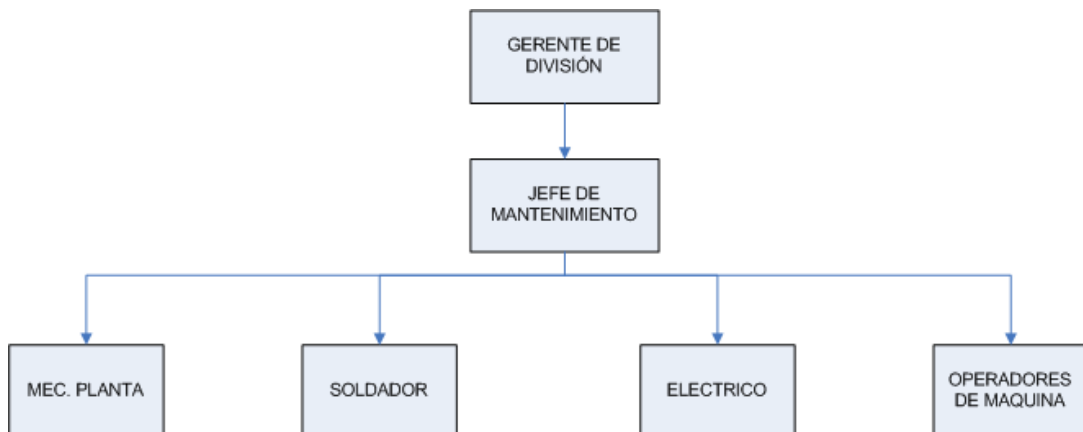 GERENTE DE
DIVISIÓN
JEFE DE
MANTENIMIENTO
MEC. PLANTA
SOLDADOR
ELECTRICO
OPERADORES
DE MAQUINA